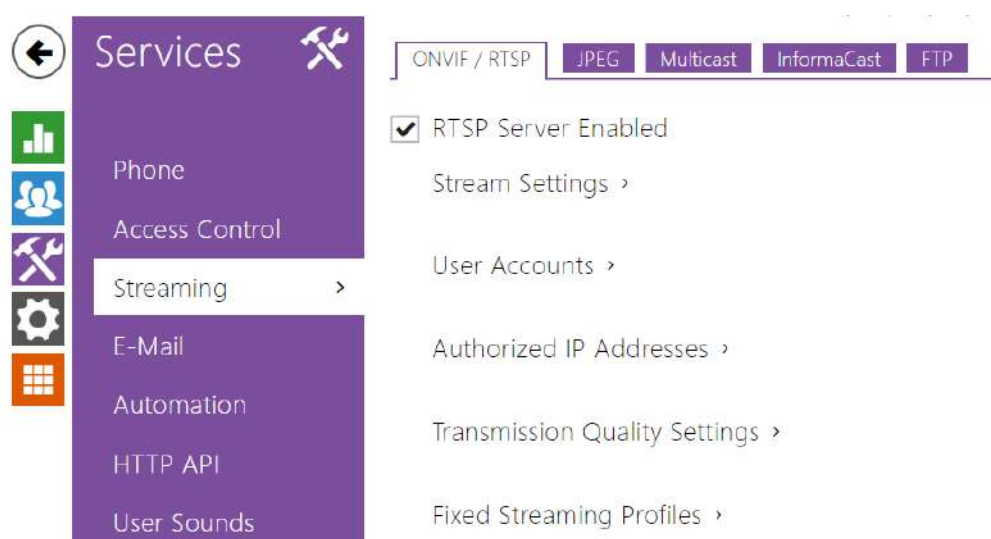 Services
Phone
Access Control
Streaming
E-Mail
Automation
HTTP API
User Sounds
ONVIF / RTSP JPEG Multicast InformaCast FTP
RTSP Server Enabled
Stream Settings ›
User Accounts ›
Authorized IP Addresses ›
Transmission Quality Settings ›
Fixed Streaming Profiles ›